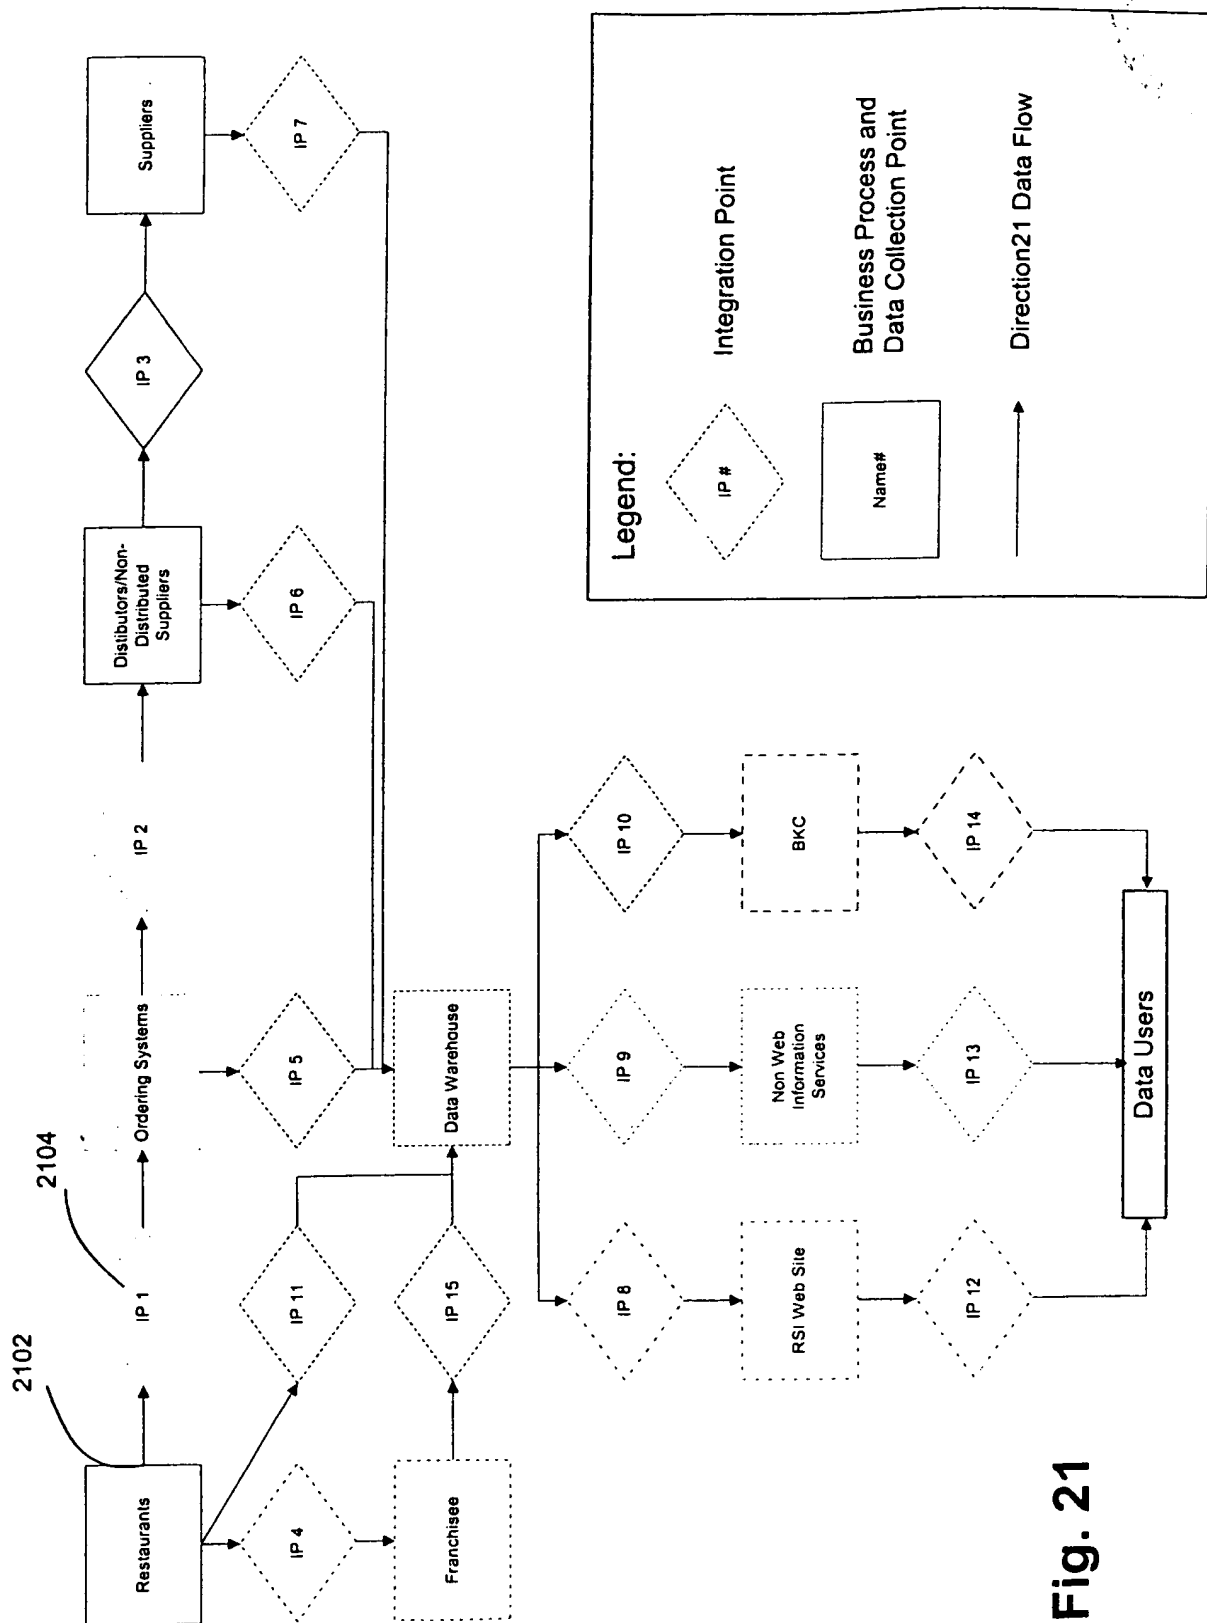 2102
2104
Restaurants
IP 1
Ordering Systems
IP 2
Distibutors/Non-
Distributed
Suppliers
IP 3
Suppliers
IP 4
IP 11
IP 5
IP 6
IP 7
Franchisee
IP 15
Data Warehouse
IP 8
IP 9
IP 10
RSI Web Site
Non Web
Information
Services
BKC
IP 12
IP 13
IP 14
Data Users
Legend:
IP #
Integration Point
Name#
Business Process and
Data Collection Point
Direction21 Data Flow
Fig. 21